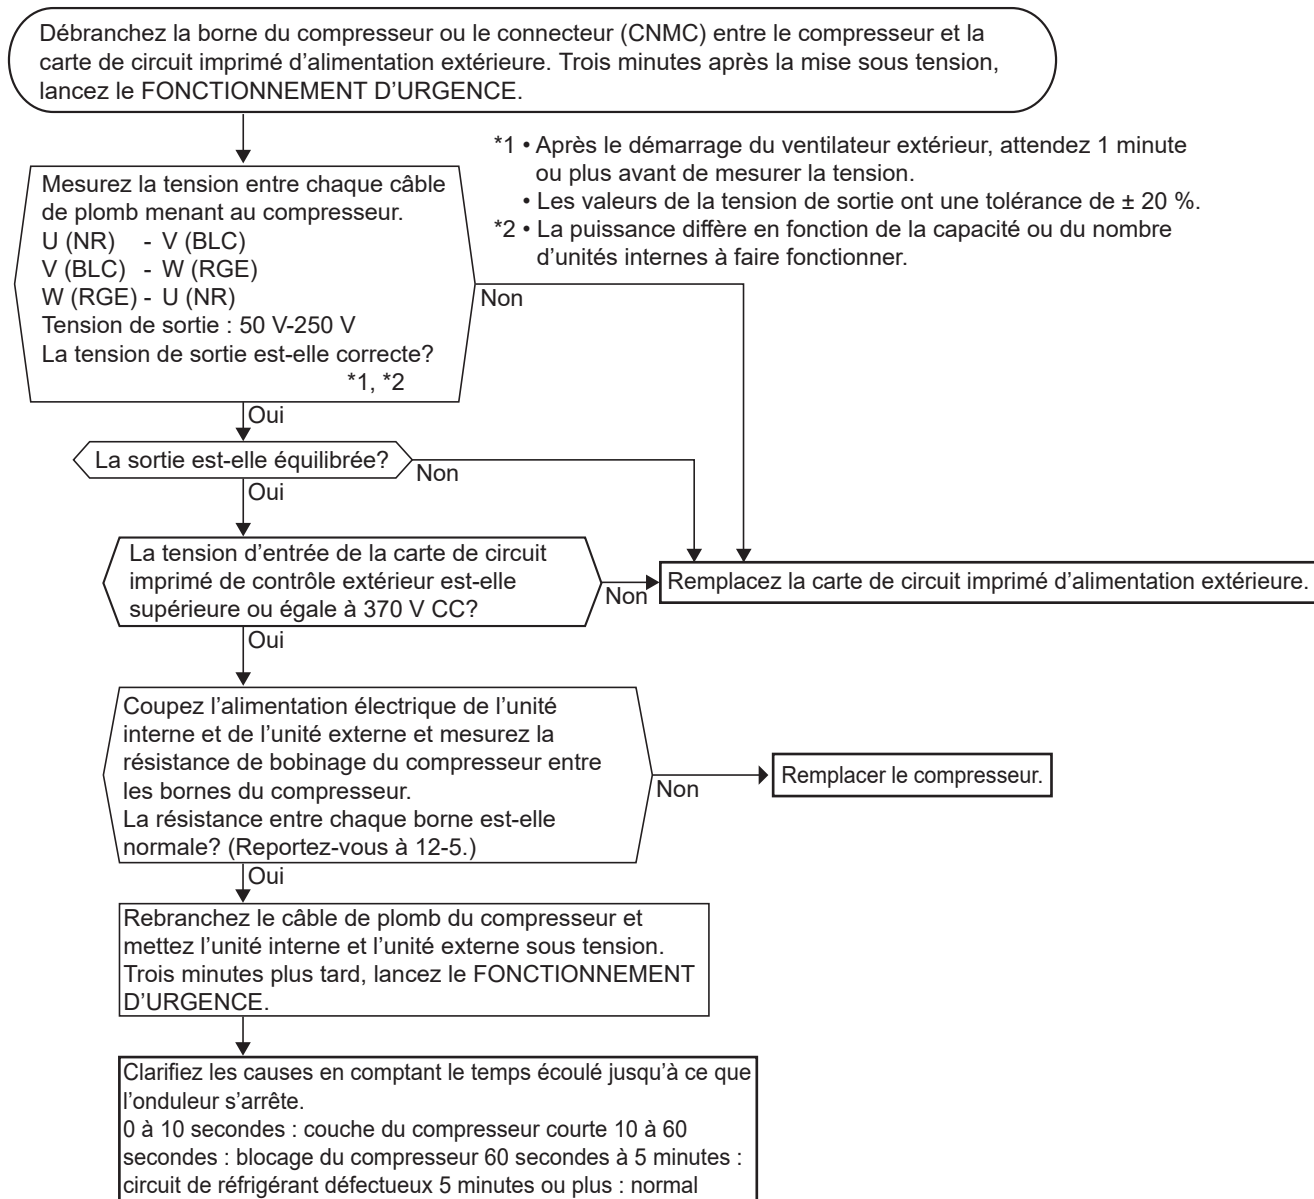 Débranchez la borne du compresseur ou le connecteur (CNMC) entre le compresseur et la
carte de circuit imprimé d’alimentation extérieure. Trois minutes après la mise sous tension,
lancez le FONCTIONNEMENT D’URGENCE.
*1 • Après le démarrage du ventilateur extérieur, attendez 1 minute
ou plus avant de mesurer la tension.
• Les valeurs de la tension de sortie ont une tolérance de ± 20 %.
*2 • La puissance diffère en fonction de la capacité ou du nombre
d’unités internes à faire fonctionner.
Mesurez la tension entre chaque câble
de plomb menant au compresseur.
U (NR) - V (BLC)
V (BLC) - W (RGE)
W (RGE) - U (NR)
Tension de sortie : 50 V-250 V
La tension de sortie est-elle correcte?
*1, *2
Non
Oui
La sortie est-elle équilibrée?
Non
Oui
La tension d’entrée de la carte de circuit
imprimé de contrôle extérieur est-elle
supérieure ou égale à 370 V CC?
Non
Remplacez la carte de circuit imprimé d’alimentation extérieure.
Oui
Coupez l’alimentation électrique de l’unité
interne et de l’unité externe et mesurez la
résistance de bobinage du compresseur entre
les bornes du compresseur.
La résistance entre chaque borne est-elle
normale? (Reportez-vous à 12-5.)
Non
Remplacer le compresseur.
Oui
Rebranchez le câble de plomb du compresseur et
mettez l’unité interne et l’unité externe sous tension.
Trois minutes plus tard, lancez le FONCTIONNEMENT
D’URGENCE.
Clarifiez les causes en comptant le temps écoulé jusqu’à ce que
l’onduleur s’arrête.
0 à 10 secondes : couche du compresseur courte 10 à 60
secondes : blocage du compresseur 60 secondes à 5 minutes :
circuit de réfrigérant défectueux 5 minutes ou plus : normal